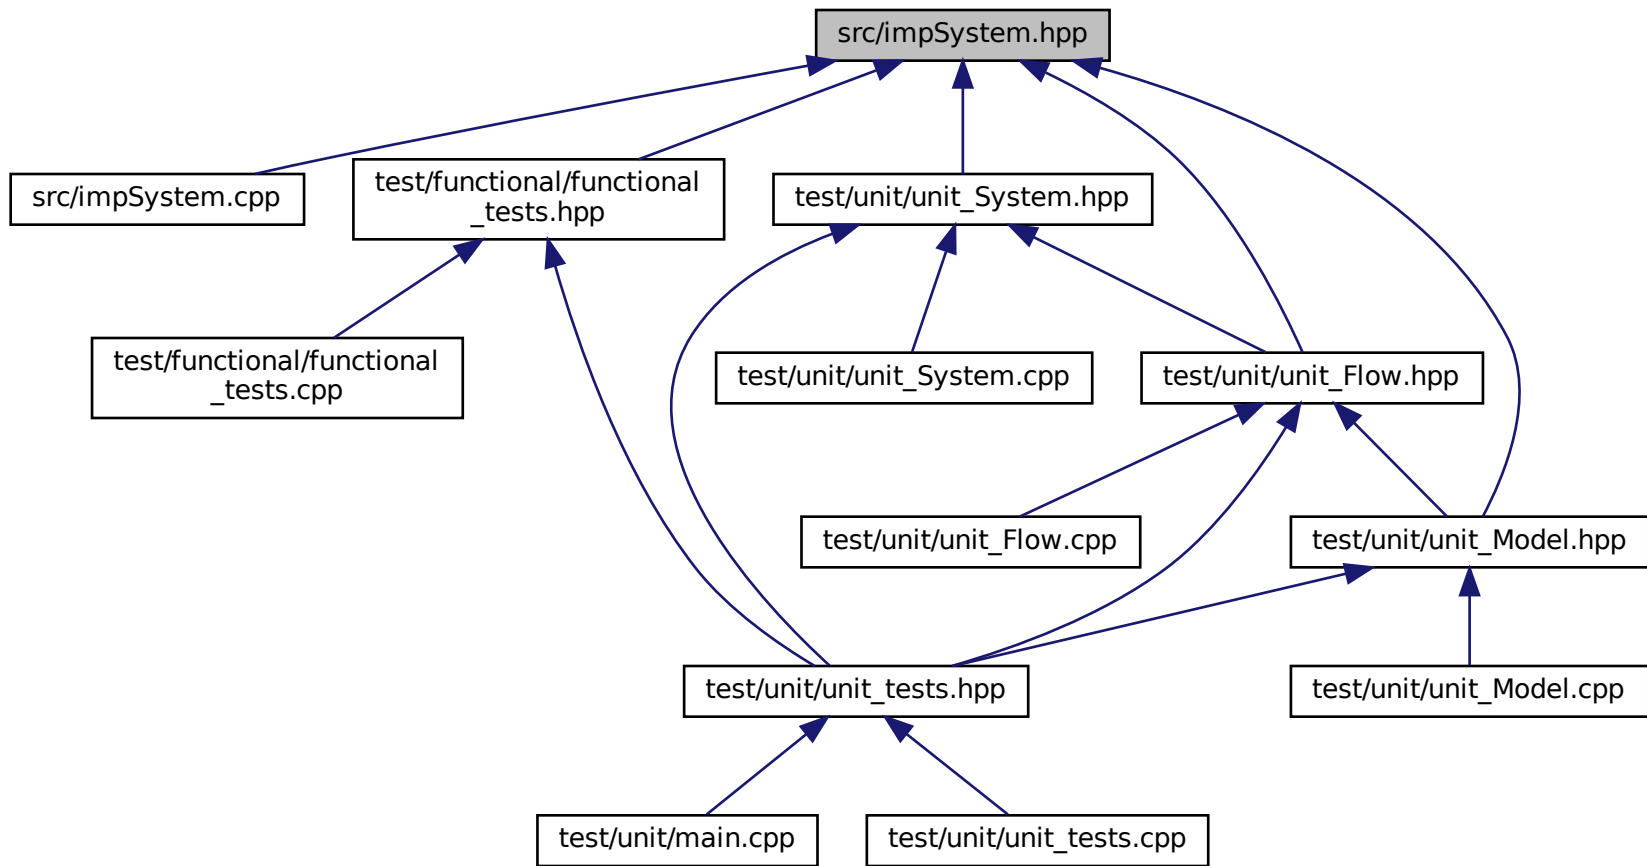 src/impSystem.hpp
src/impSystem.cpp
test/functional/functional
_tests.hpp
test/unit/unit_System.hpp
test/functional/functional
_tests.cpp
test/unit/unit_System.cpp
test/unit/unit_Flow.hpp
test/unit/unit_Flow.cpp
test/unit/unit_Model.hpp
test/unit/unit_tests.hpp
test/unit/unit_Model.cpp
test/unit/main.cpp
test/unit/unit_tests.cpp